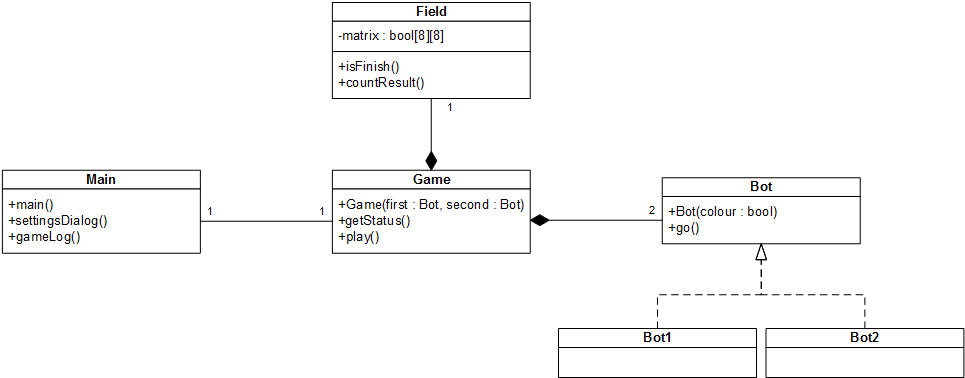 Field
-matrix : bool[8][8]
+isFinish()
+countResult()
1
Main
+main()
+settingsDialog()
+gameLog()
1
1
Game
+Game(first : Bot, second : Bot)
+getStatus()
+play()
2
Bot
+Bot(colour : bool)
+go()
Bot1
Bot2